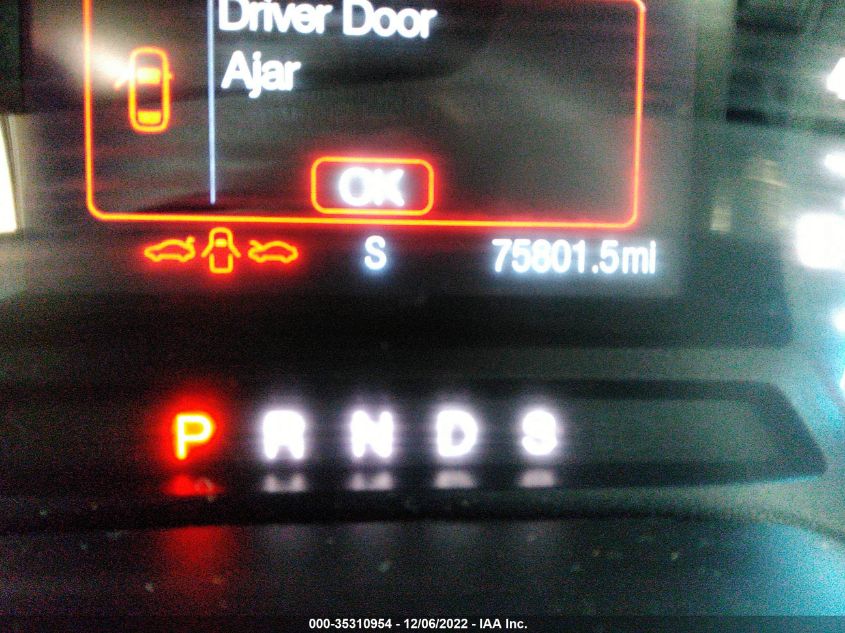 Driver Door
Ajar
OK
S
75801.5mi
P R N D S
000-35310954 - 12/06/2022 - IAA Inc.